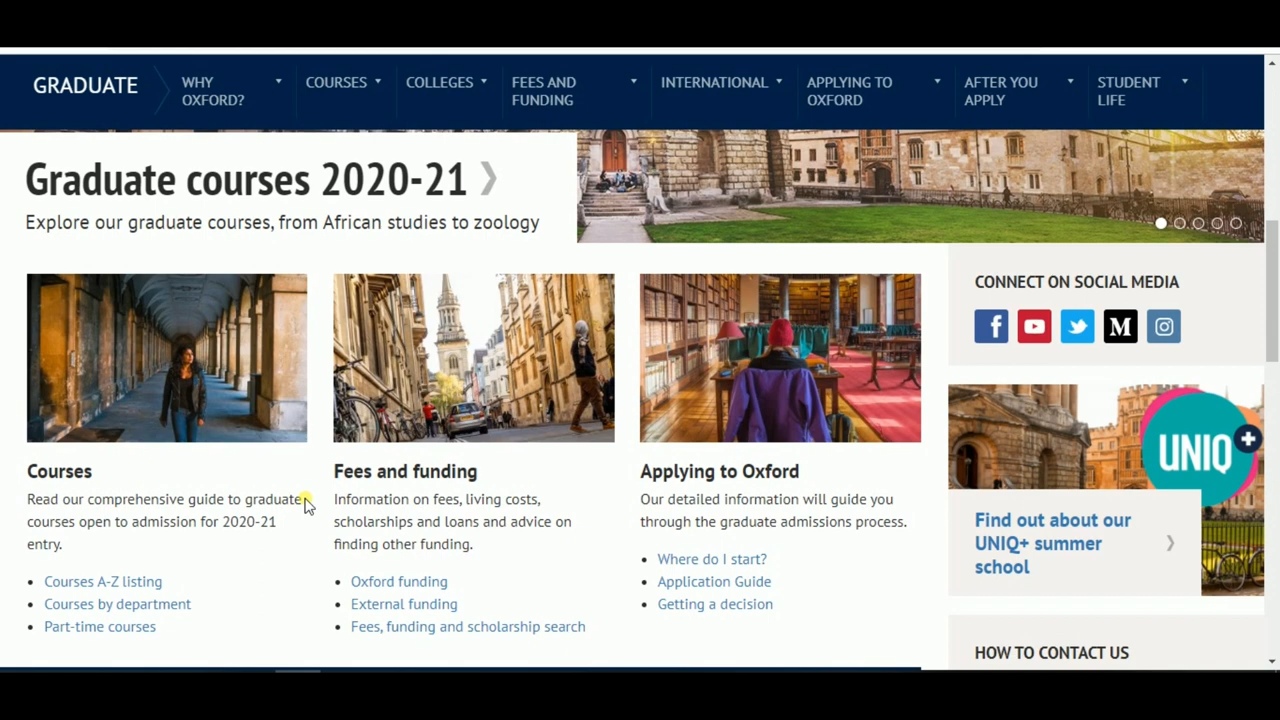 GRADUATE
WHY
OXFORD?
COURSES
COLLEGES
FEES AND
FUNDING
INTERNATIONAL
APPLYING TO
OXFORD
AFTER YOU
APPLY
STUDENT
LIFE
Graduate courses 2020-21
Explore our graduate courses, from African studies to zoology
Courses
Read our comprehensive guide to graduate
courses open to admission for 2020-21
entry.
Courses A-Z listing
Courses by department
Part-time courses
Fees and funding
Information on fees, living costs,
scholarships and loans and advice on
finding other funding.
Oxford funding
External funding
Fees, funding and scholarship search
Applying to Oxford
Our detailed information will guide you
through the graduate admissions process.
Where do I start?
Application Guide
Getting a decision
CONNECT ON SOCIAL MEDIA
UNIQ+
Find out about our
UNIQ+ summer
school
HOW TO CONTACT US